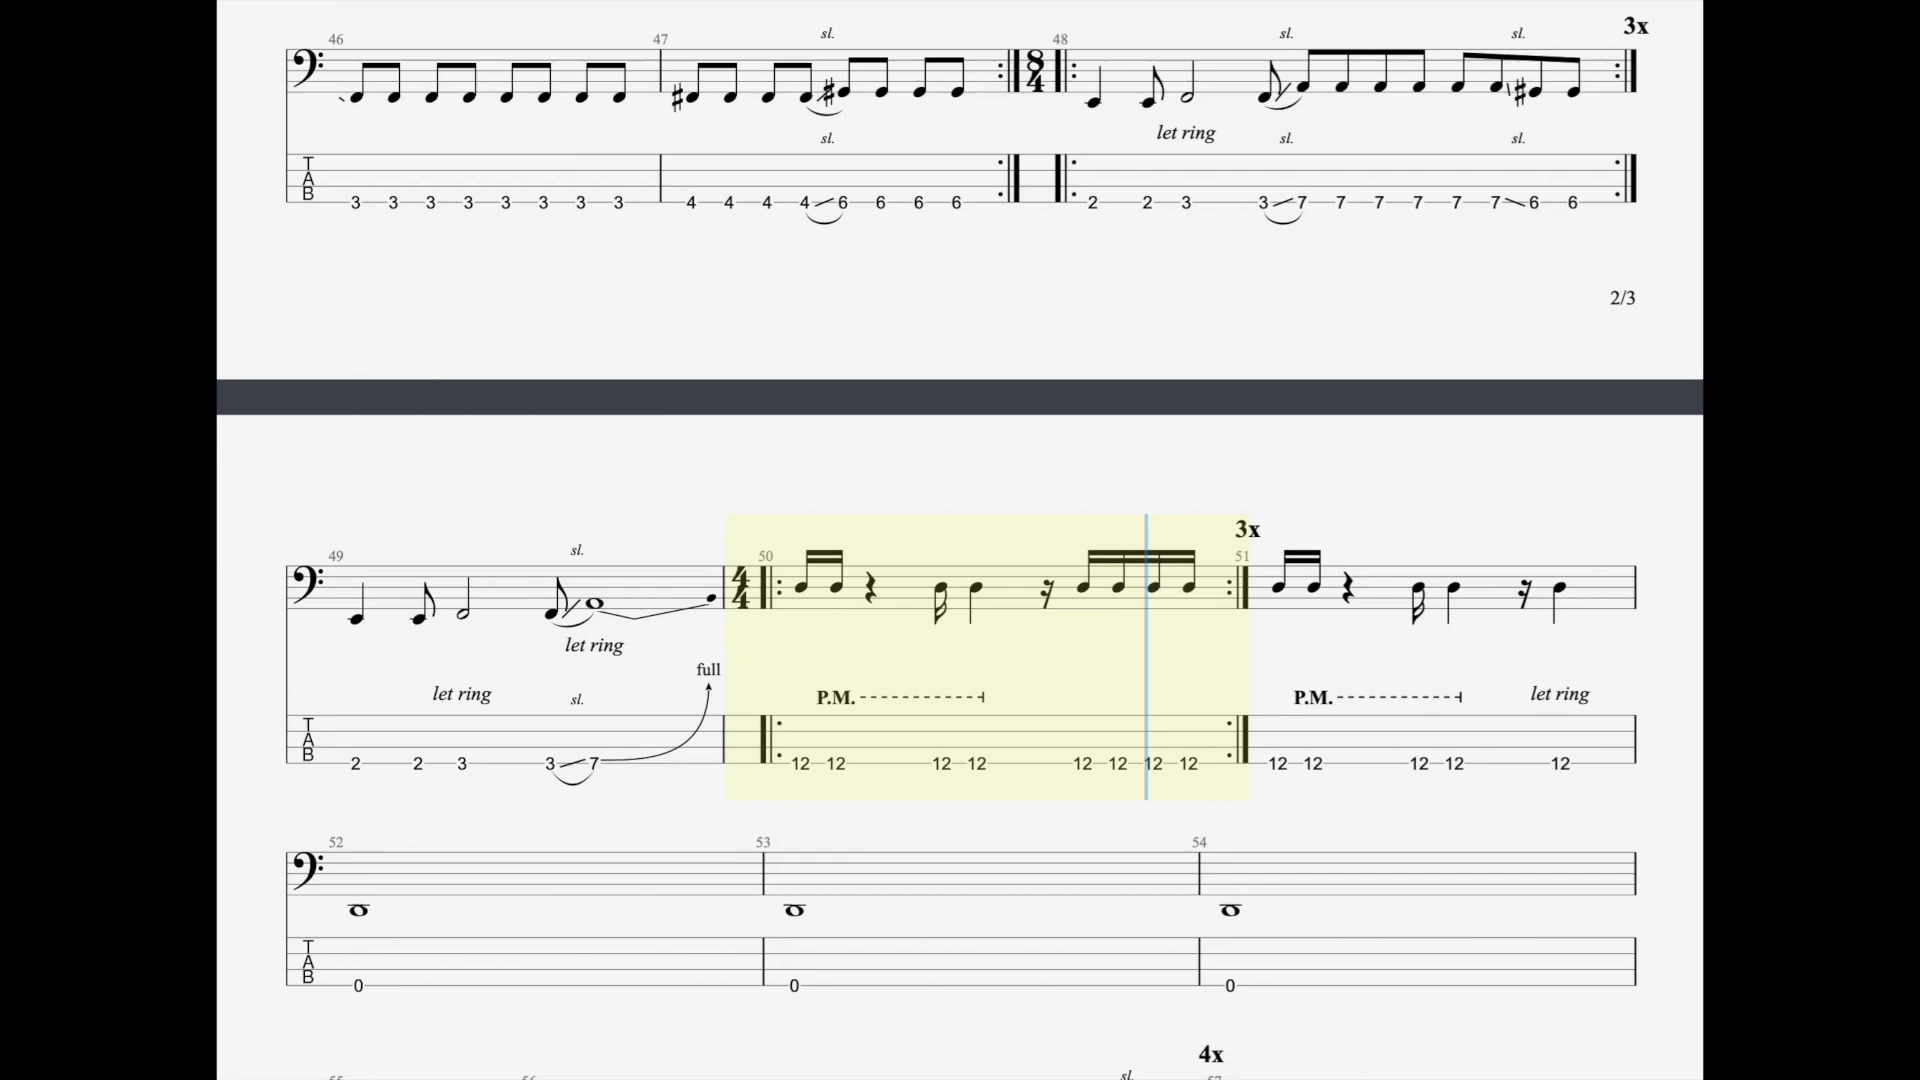 3x
46 47 sl. 48 sl. sl.
8
4
let ring
sl. sl. sl.
T
A
B
3 3 3 3 3 3 3 3 4 4 4 4 6 6 6 6 2 2 3 3 7 7 7 7 7 7 6 6
2/3
3x
49 sl. 50 51
4
4
let ring
full
let ring sl. P.M. P.M. let ring
T
A
B
2 2 3 3 7 12 12 12 12 12 12 12 12 12 12 12 12 12
52 53 54
T
A
B
0 0 0
4x
sl.